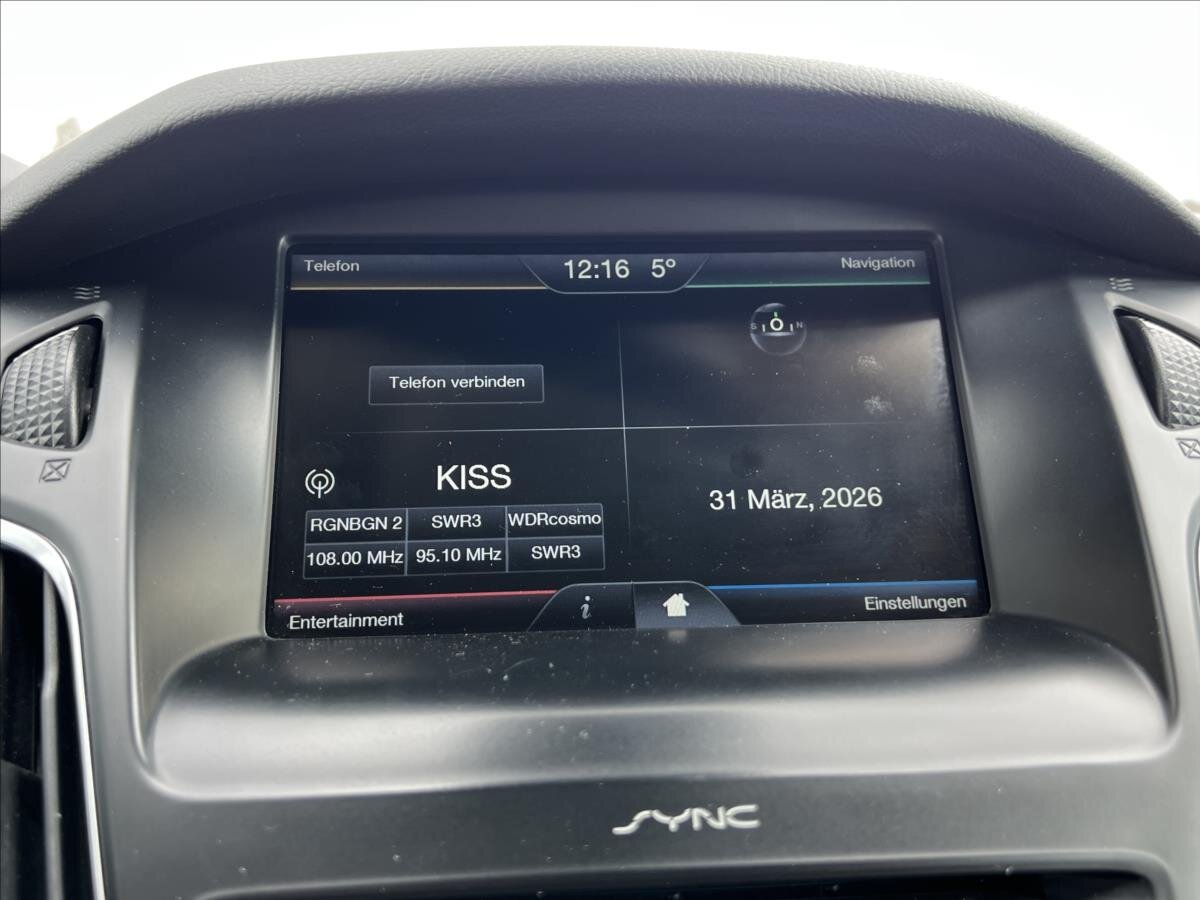 Telefon
12:16 5°
Navigation
S O N
Telefon verbinden
KISS
RGNBGN 2 SWR3 WDRcosmo
108.00 MHz 95.10 MHz SWR3
31 März, 2026
Entertainment
i
Einstellungen
SYNC